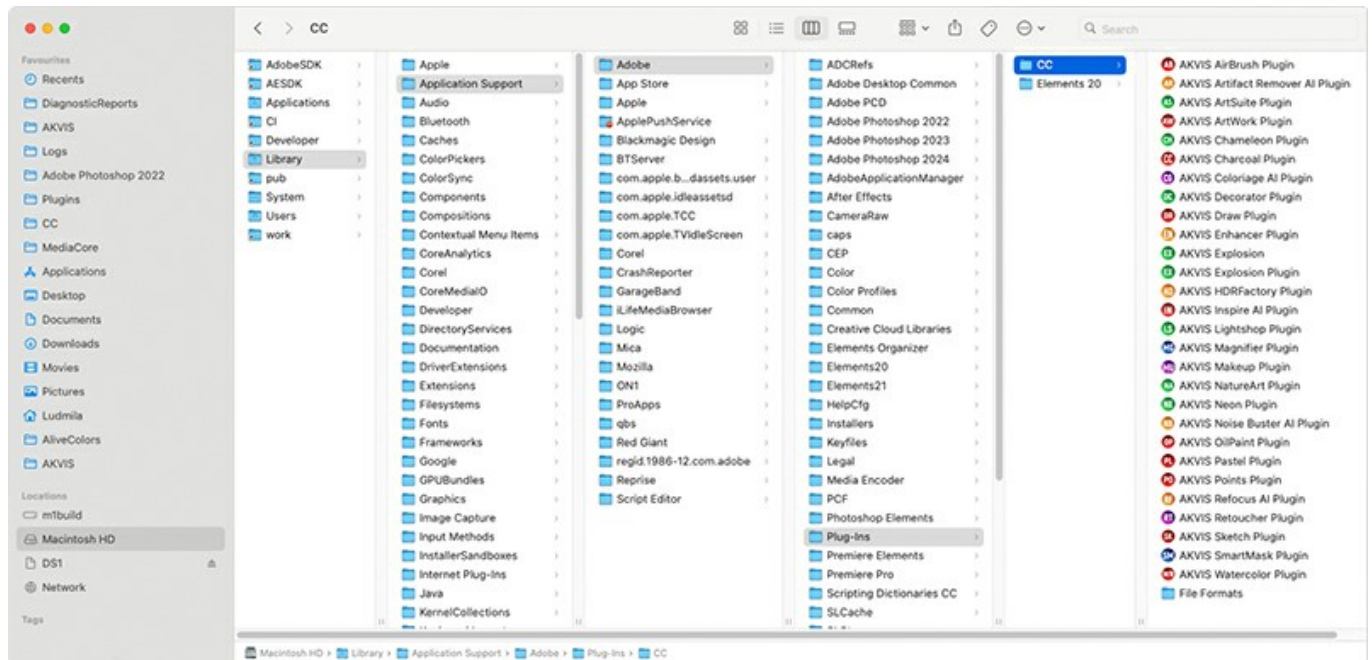 CC
Search
Favourites
Recents
DiagnosticReports
AKVIS
Logs
Adobe Photoshop 2022
Plugins
CC
MediaCore
Applications
Desktop
Documents
Downloads
Movies
Pictures
Ludmila
AliveColors
AKVIS
Locations
m1build
Macintosh HD
DS1
Network
Tags
AdobeSDK
AESDK
Applications
CI
Developer
Library
pub
System
Users
work
Apple
Application Support
Audio
Bluetooth
Caches
ColorPickers
ColorSync
Components
Compositions
Contextual Menu Items
CoreAnalytics
Corel
CoreMediaIO
Developer
DirectoryServices
Documentation
DriverExtensions
Extensions
Filesystems
Fonts
Frameworks
Google
GPUBundles
Graphics
Image Capture
Input Methods
InstallerSandboxes
Internet Plug-Ins
Java
KernelCollections
Adobe
App Store
Apple
ApplePushService
Blackmagic Design
BTServer
com.apple.b...dassets.user
com.apple.idleassetsd
com.apple.TCC
com.apple.TVIdleScreen
Corel
CrashReporter
GarageBand
iLifeMediaBrowser
Logic
Mica
Mozilla
ON1
ProApps
qbs
Red Giant
regid.1986-12.com.adobe
Reprise
Script Editor
ADCRefs
Adobe Desktop Common
Adobe PCD
Adobe Photoshop 2022
Adobe Photoshop 2023
Adobe Photoshop 2024
AdobeApplicationManager
After Effects
CameraRaw
caps
CEP
Color
Color Profiles
Common
Creative Cloud Libraries
Elements Organizer
Elements20
Elements21
HelpCfg
Installers
Keyfiles
Legal
Media Encoder
PCF
Photoshop Elements
Plug-Ins
Premiere Elements
Premiere Pro
Scripting Dictionaries CC
SLCache
CC
Elements 20
AKVIS AirBrush Plugin
AKVIS Artifact Remover AI Plugin
AKVIS ArtSuite Plugin
AKVIS ArtWork Plugin
AKVIS Chameleon Plugin
AKVIS Charcoal Plugin
AKVIS Coloriage AI Plugin
AKVIS Decorator Plugin
AKVIS Draw Plugin
AKVIS Enhancer Plugin
AKVIS Explosion
AKVIS Explosion Plugin
AKVIS HDRFactory Plugin
AKVIS Inspire AI Plugin
AKVIS Lightshop Plugin
AKVIS Magnifier Plugin
AKVIS Makeup Plugin
AKVIS NatureArt Plugin
AKVIS Neon Plugin
AKVIS Noise Buster AI Plugin
AKVIS OilPaint Plugin
AKVIS Pastel Plugin
AKVIS Points Plugin
AKVIS Refocus AI Plugin
AKVIS Retoucher Plugin
AKVIS Sketch Plugin
AKVIS SmartMask Plugin
AKVIS Watercolor Plugin
File Formats
Macintosh HD › Library › Application Support › Adobe › Plug-Ins › CC